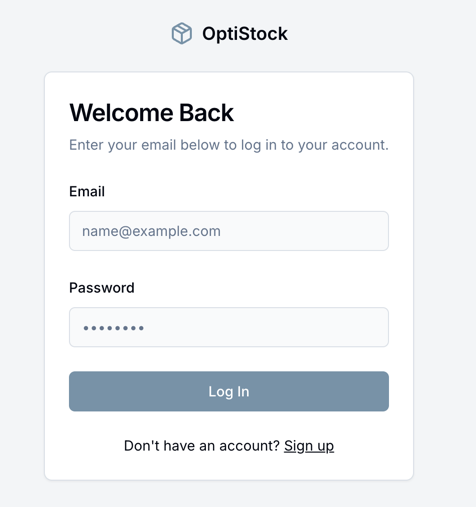 OptiStock
Welcome Back
Enter your email below to log in to your account.
Email
name@example.com
Password
••••••••
Log In
Don't have an account? Sign up